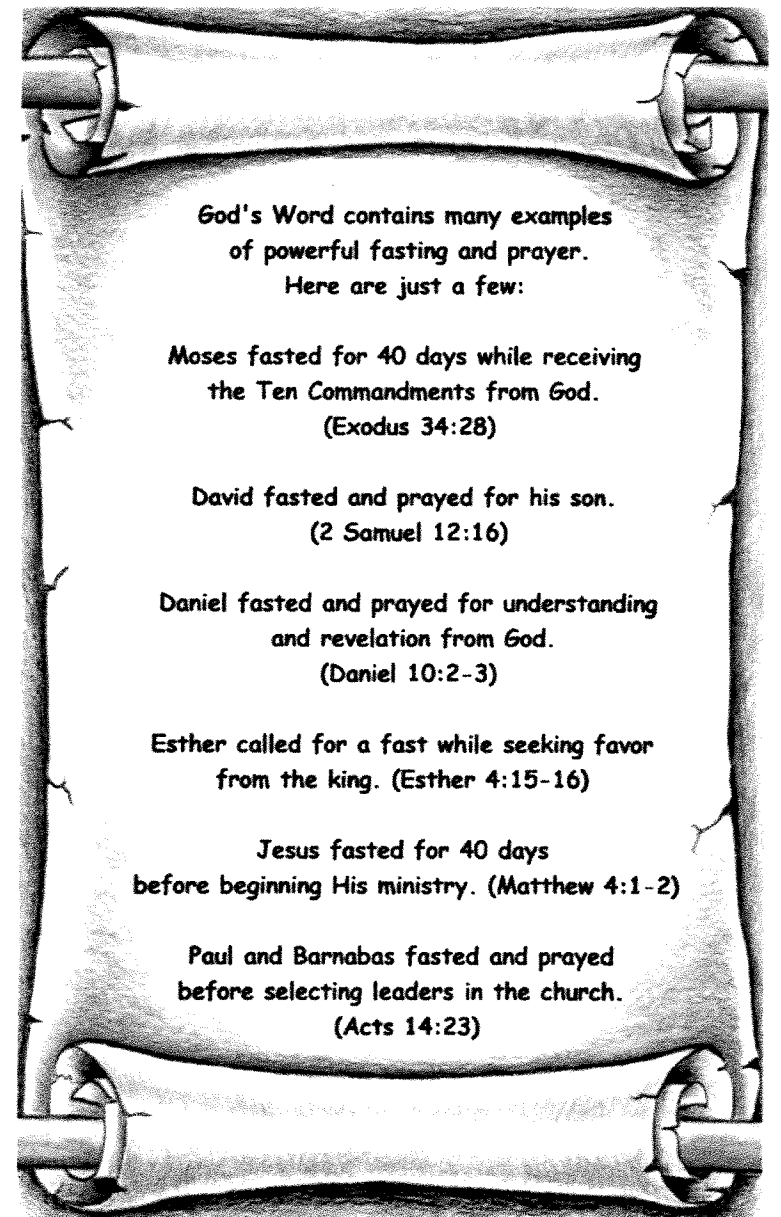 God's Word contains many examples
of powerful fasting and prayer.
Here are just a few:
Moses fasted for 40 days while receiving
the Ten Commandments from God.
(Exodus 34:28)
David fasted and prayed for his son.
(2 Samuel 12:16)
Daniel fasted and prayed for understanding
and revelation from God.
(Daniel 10:2-3)
Esther called for a fast while seeking favor
from the king. (Esther 4:15-16)
Jesus fasted for 40 days
before beginning His ministry. (Matthew 4:1-2)
Paul and Barnabas fasted and prayed
before selecting leaders in the church.
(Acts 14:23)